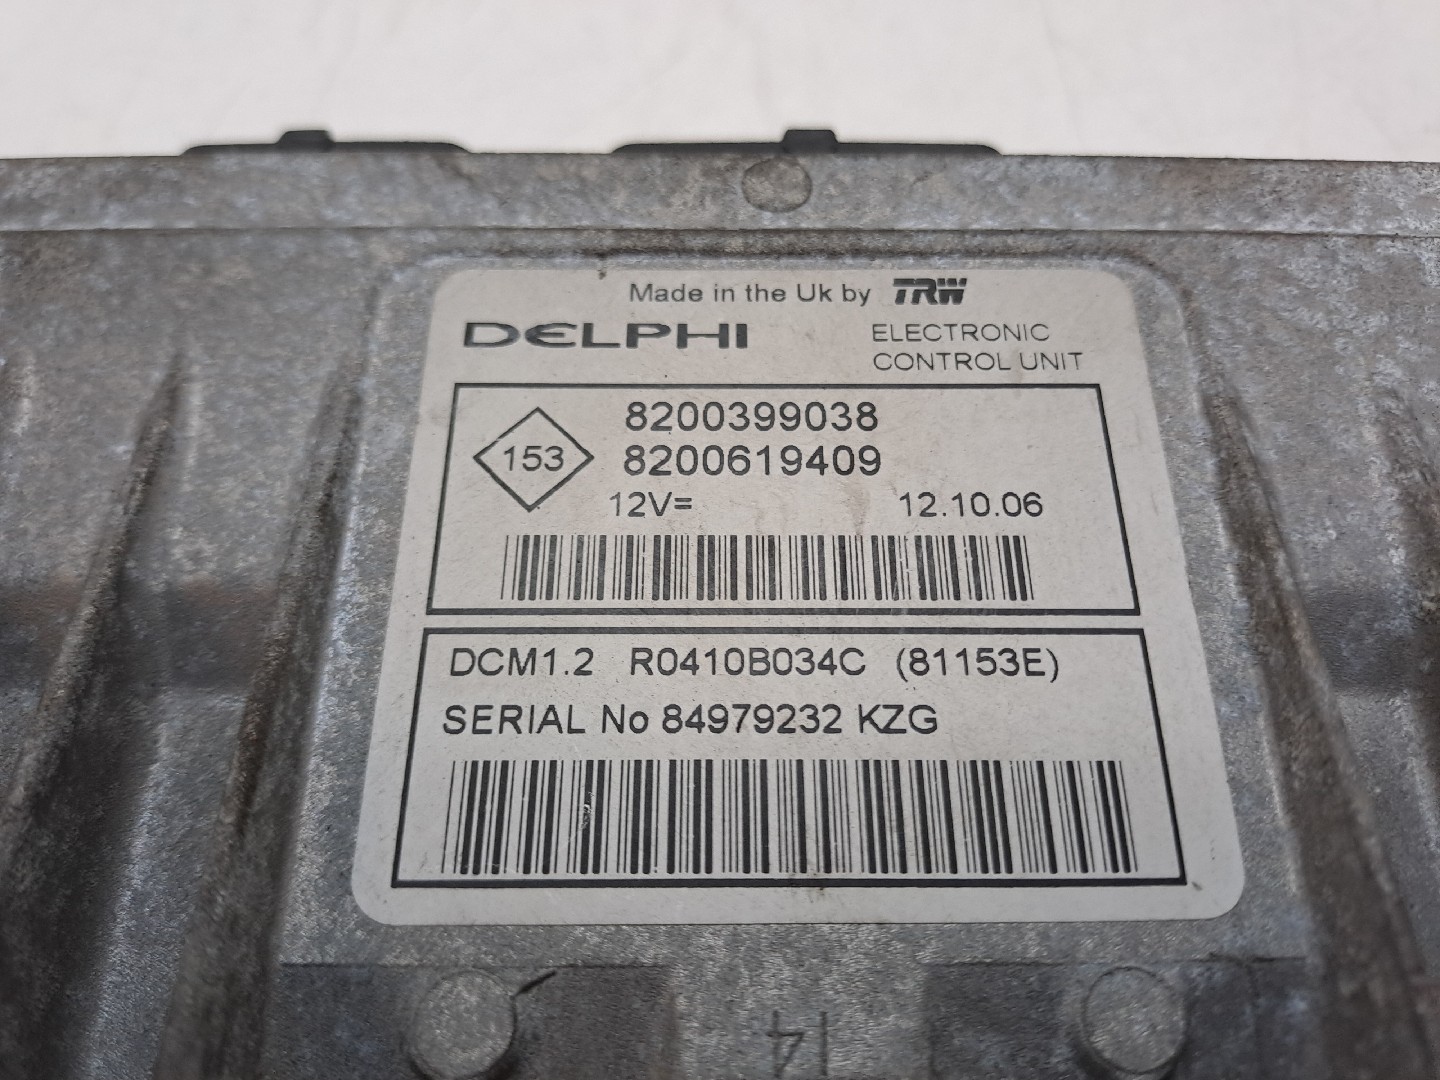 Made in the Uk by TRW
DELPHI
ELECTRONIC
CONTROL UNIT
8200399038
153
8200619409
12V= 12.10.06
DCM1.2 R0410B034C (81153E)
SERIAL No 84979232 KZG
14